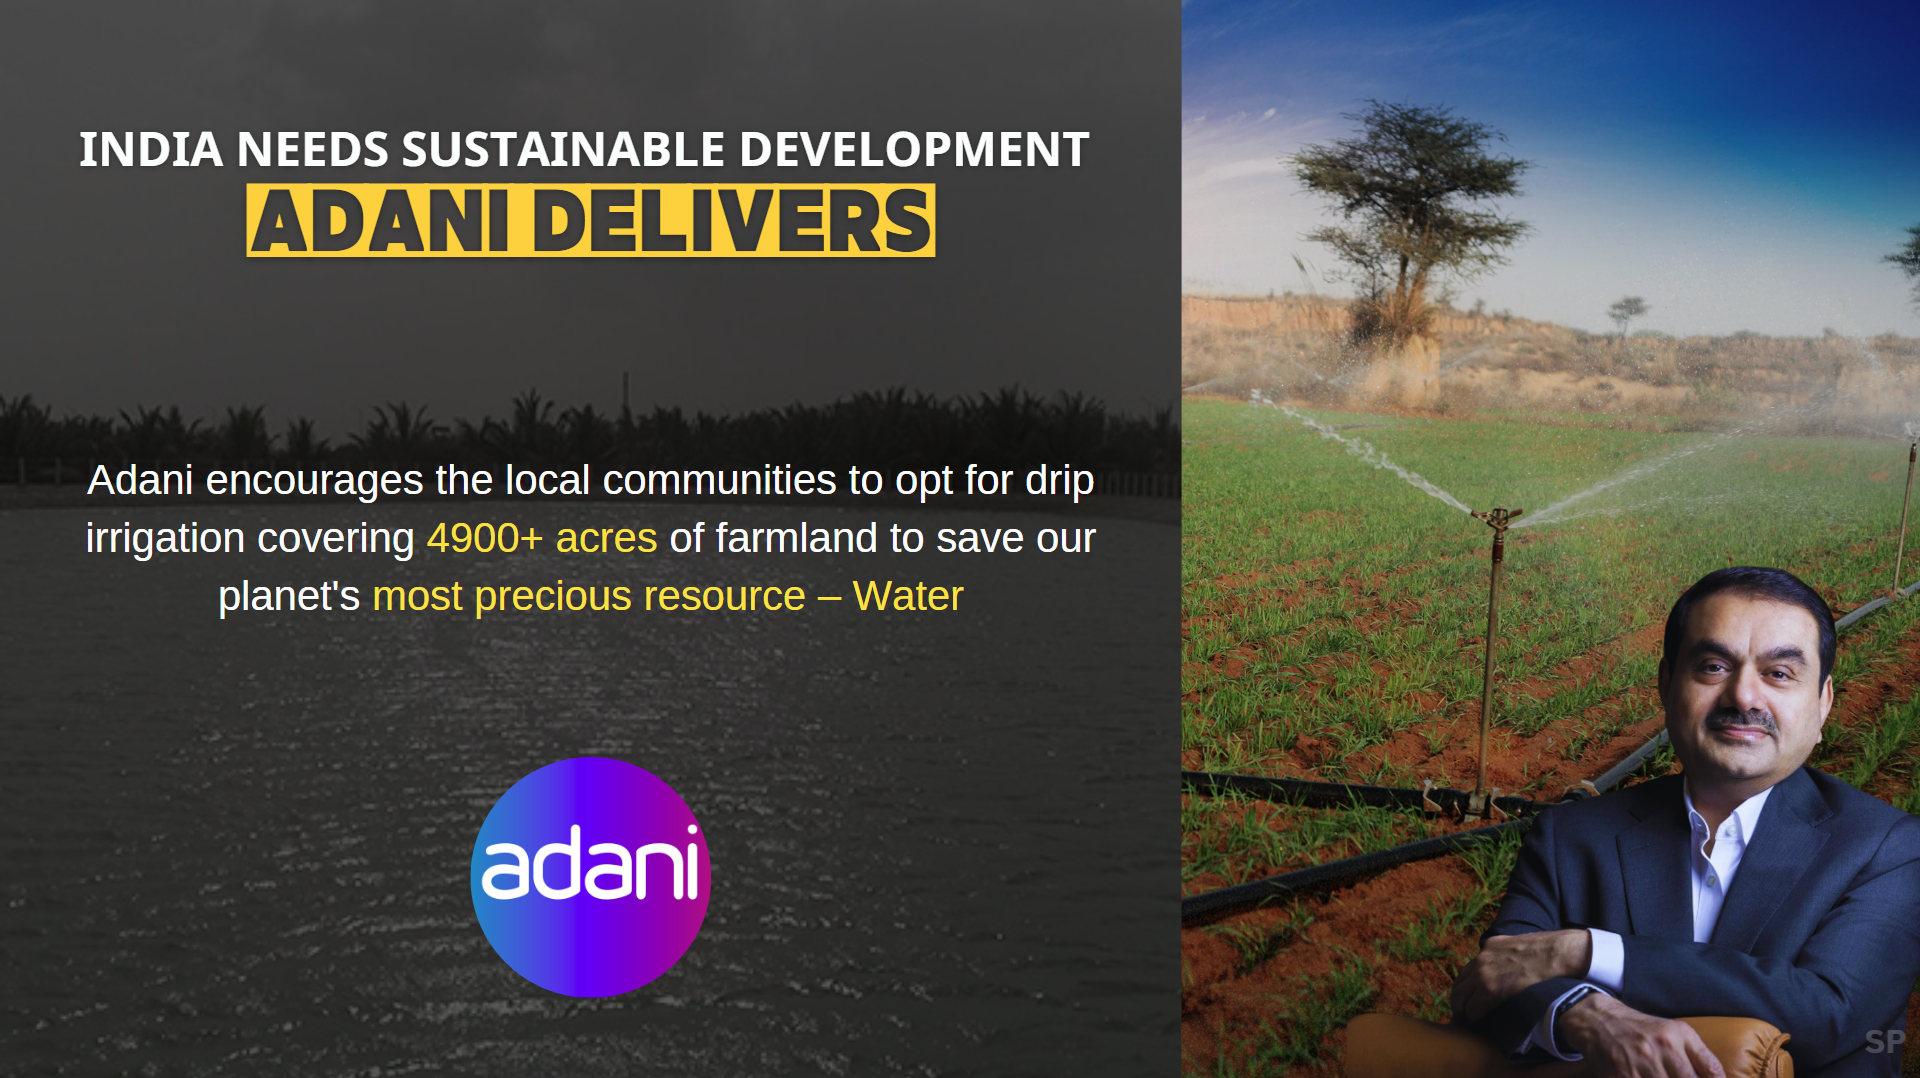 INDIA NEEDS SUSTAINABLE DEVELOPMENT
ADANI DELIVERS
Adani encourages the local communities to opt for drip
irrigation covering 4900+ acres of farmland to save our
planet's most precious resource – Water
adani
SP